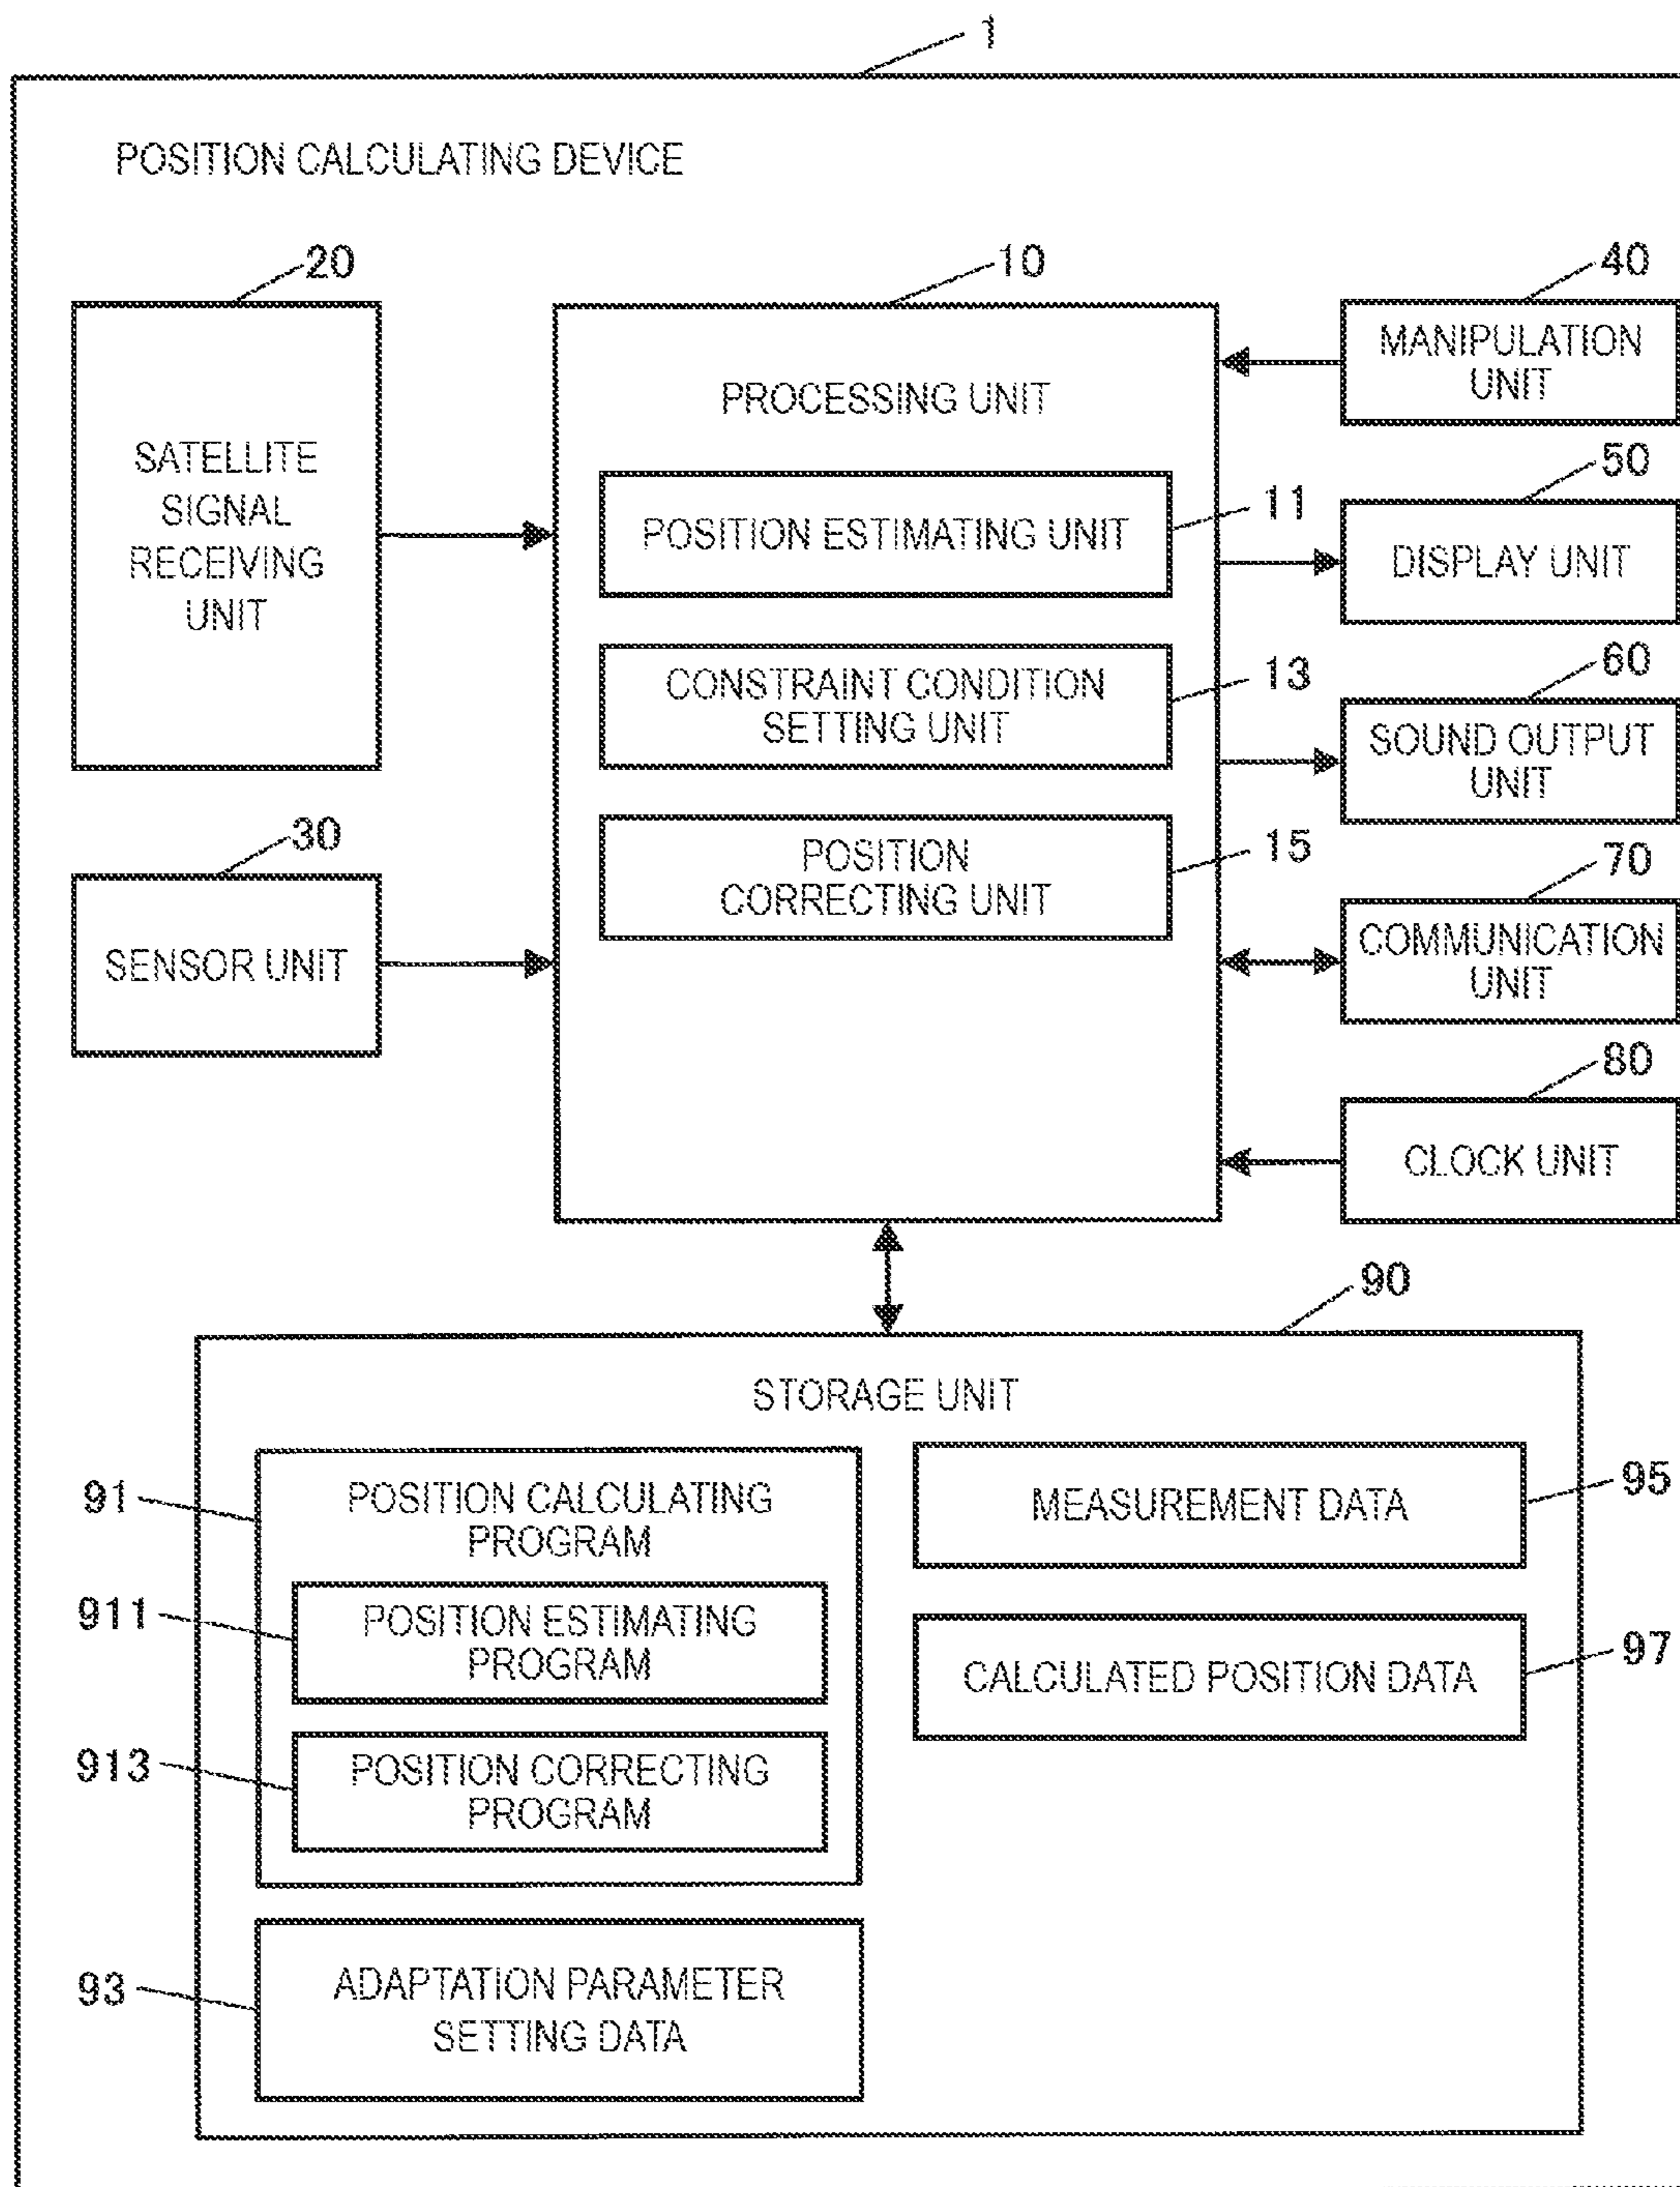 1
POSITION CALCULATING DEVICE
20
10
40
SATELLITE
SIGNAL
RECEIVING
UNIT
PROCESSING UNIT
MANIPULATION
UNIT
50
POSITION ESTIMATING UNIT
11
DISPLAY UNIT
60
CONSTRAINT CONDITION
SETTING UNIT
13
SOUND OUTPUT
UNIT
30
POSITION
CORRECTING UNIT
15
70
SENSOR UNIT
COMMUNICATION
UNIT
80
CLOCK UNIT
90
STORAGE UNIT
91
POSITION CALCULATING
PROGRAM
MEASUREMENT DATA
95
911
POSITION ESTIMATING
PROGRAM
CALCULATED POSITION DATA
97
913
POSITION CORRECTING
PROGRAM
93
ADAPTATION PARAMETER
SETTING DATA